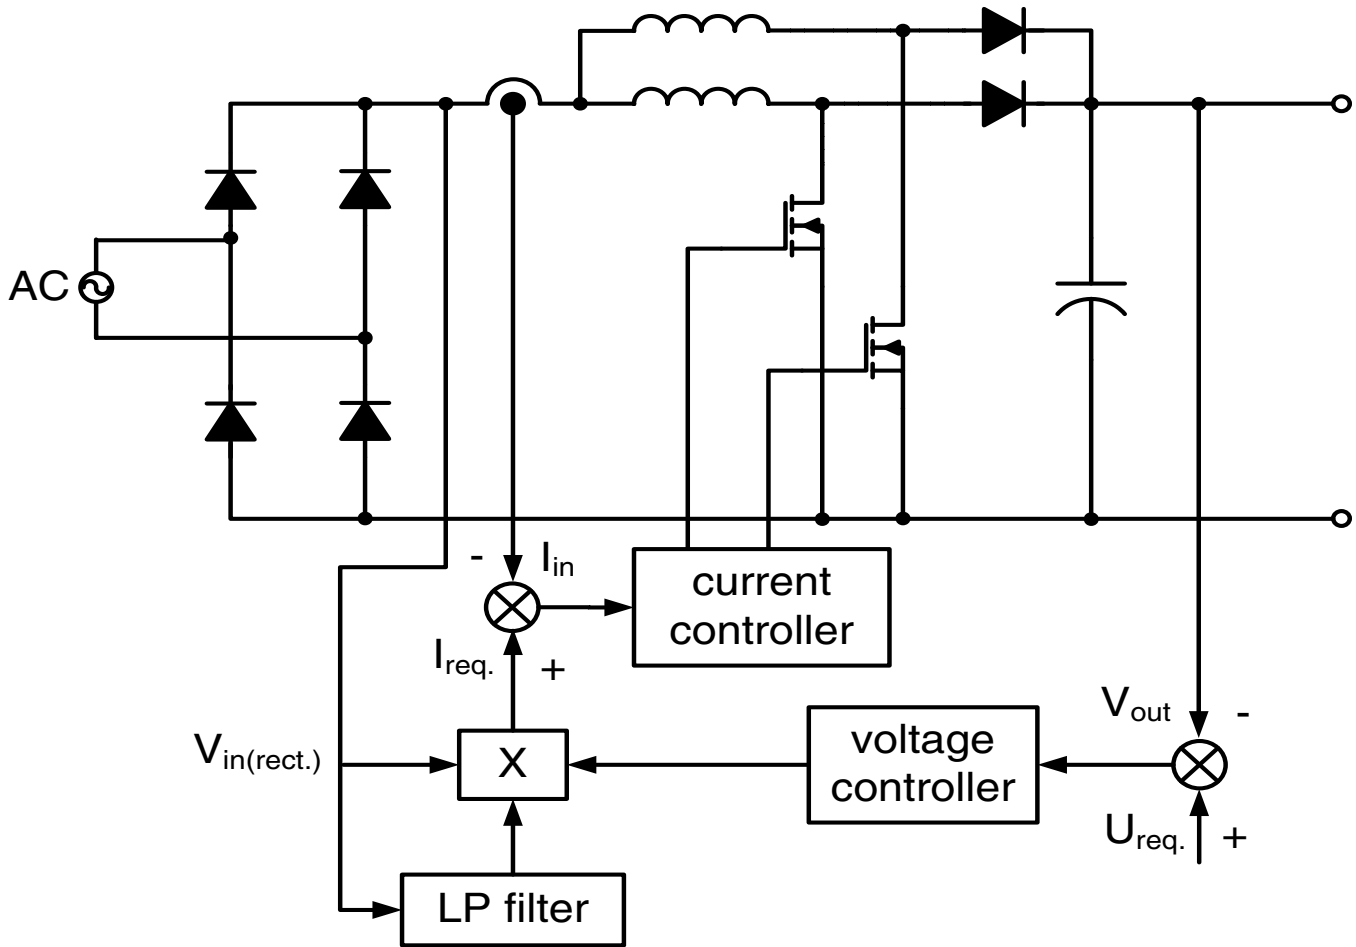 AC
- I_in
current
controller
I_req. +
V_out -
voltage
controller
V_in(rect.)
X
U_req. +
LP filter